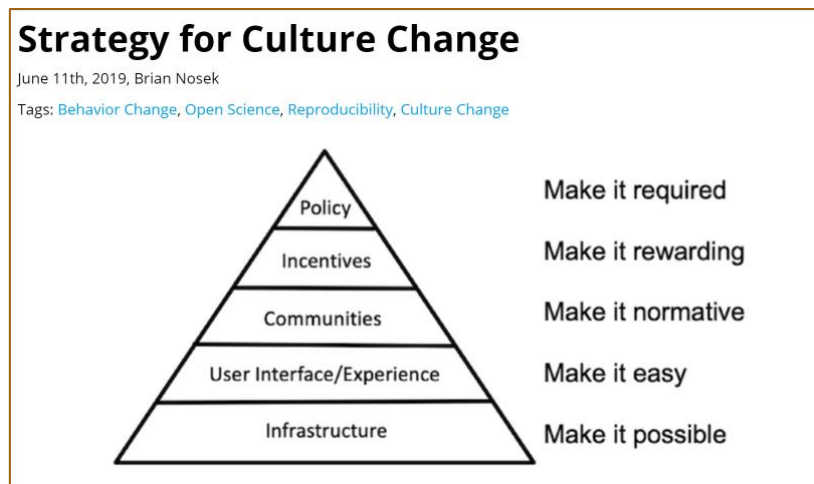 Strategy for Culture Change
June 11th, 2019, Brian Nosek
Tags: Behavior Change, Open Science, Reproducibility, Culture Change
Policy
Make it required
Incentives
Make it rewarding
Communities
Make it normative
User Interface/Experience
Make it easy
Infrastructure
Make it possible